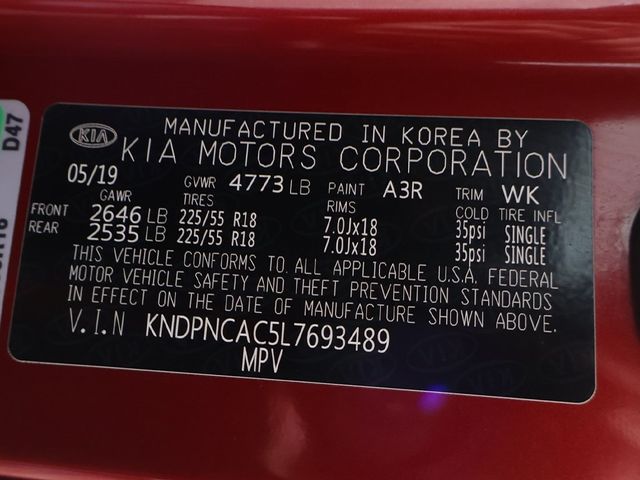 KIA
MANUFACTURED IN KOREA BY
KIA MOTORS CORPORATION
05/19 GVWR 4773 LB PAINT A3R TRIM WK
GAWR TIRES RIMS COLD TIRE INFL
FRONT 2646 LB 225/55 R18 7.0Jx18 35psi SINGLE
REAR 2535 LB 225/55 R18 7.0Jx18 35psi SINGLE
THIS VEHICLE CONFORMS TO ALL APPLICABLE U.S.A. FEDERAL
MOTOR VEHICLE SAFETY AND THEFT PREVENTION STANDARDS
IN EFFECT ON THE DATE OF MANUFACTURE SHOWN ABOVE.
V.I.N KNDPNCAC5L7693489
MPV
D47